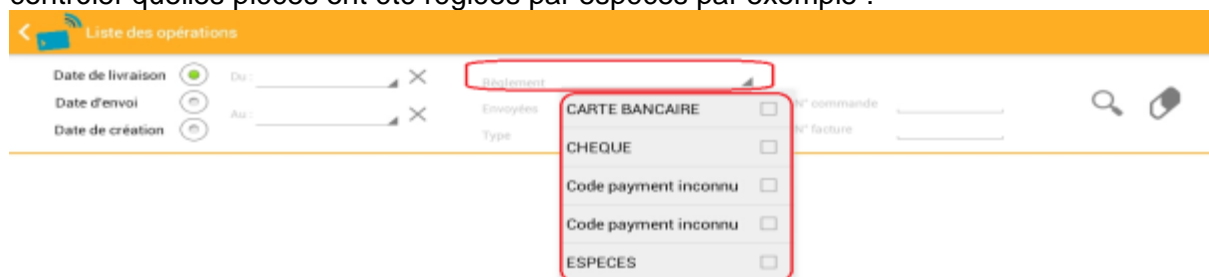 contrôler quelles pièces ont été réglées par espèces par exemple :
Liste des opérations
Date de livraison Du : Règlement
Date d'envoi Au : Envoyées CARTE BANCAIRE N° commande
Date de création Type CHEQUE N° facture
Code payment inconnu
Code payment inconnu
ESPECES